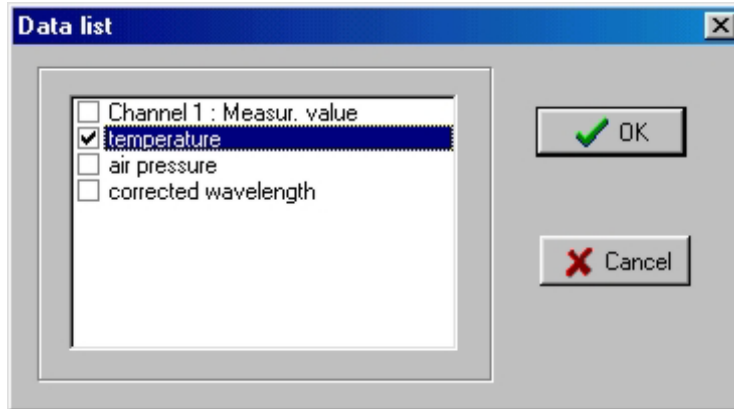 Data list
Channel 1 : Measur. value
temperature
air pressure
corrected wavelength
OK
Cancel